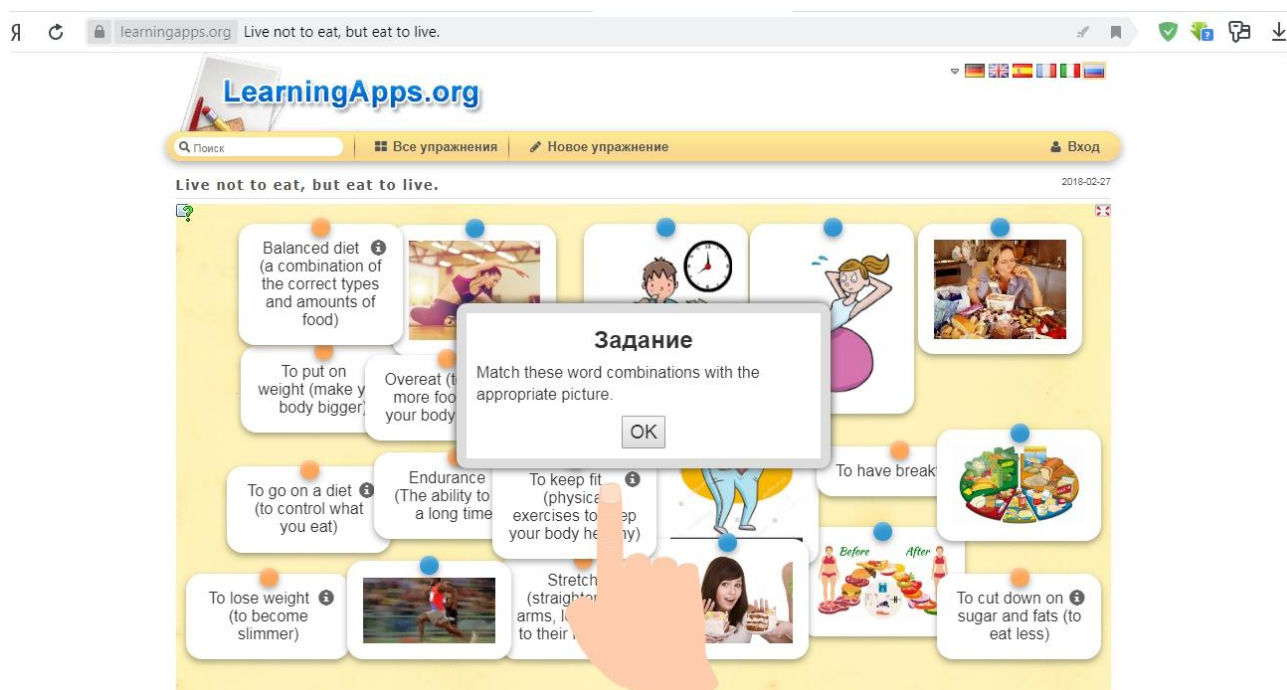 Я learningapps.org Live not to eat, but eat to live.
LearningApps.org
Поиск Все упражнения Новое упражнение Вход
Live not to eat, but eat to live. 2018-02-27
Balanced diet
(a combination of
the correct types
and amounts of
food)
To put on
weight (make
body bigger)
Overeat
more
your body
Задание
Match these word combinations with the
appropriate picture.
OK
To go on a diet
(to control what
you eat)
Endurance
(The ability to
a long time
To keep fit
(physical
exercises to
your body
To have
Before After
To lose weight
(to become
slimmer)
Stretch
arms,
to their
To cut down on
sugar and fats (to
eat less)